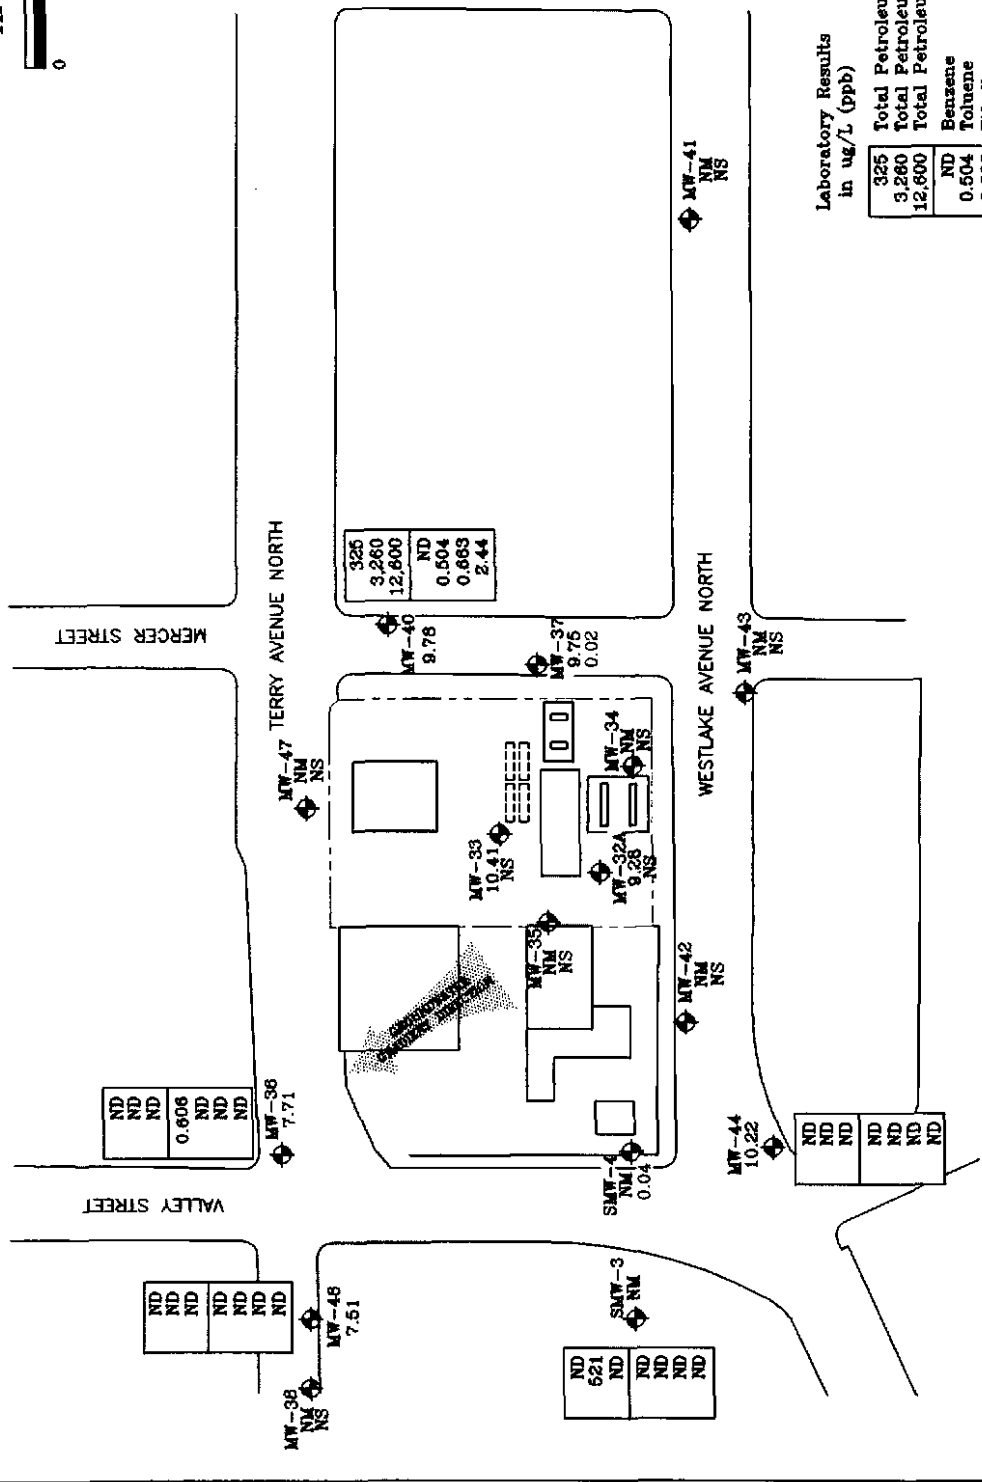 0
MERCER STREET
TERRY AVENUE NORTH
MW-47
NM
NS
325
3,260
12,600
ND
0.504
0.663
2.44
MW-40
9.78
MW-37
9.75
0.02
MW-41
NM
NS
Laboratory Results
in ug/L (ppb)
325 Total
3,260 Total
12,600 Total
ND Benzene
0.504 Toluene
WESTLAKE AVENUE NORTH
MW-43
NM
NS
MW-34
NM
NS
MW-33
10.41
NS
MW-32A
9.28
NS
MW-35
NM
NS
MW-42
NM
NS
GROUNDWATER
GRADIENT DIRECTION
ND
ND
ND
0.606
ND
ND
ND
MW-36
7.71
VALLEY STREET
SMW-4
NM
0.04
MW-44
10.22
ND
ND
ND
ND
ND
ND
ND
ND
ND
ND
ND
ND
ND
ND
MW-46
7.51
MW-38
NM
NS
SMW-3
NM
ND
521
ND
ND
ND
ND
ND